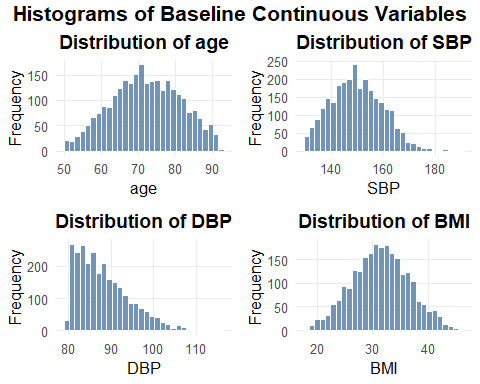 Histograms of Baseline Continuous Variables
Distribution of age
Frequency
150
100
50
0
50 60 70 80 90
age
Distribution of SBP
Frequency
250
200
150
100
50
0
140 160 180
SBP
Distribution of DBP
Frequency
200
100
0
80 90 100 110
DBP
Distribution of BMI
Frequency
150
100
50
0
20 30 40
BMI